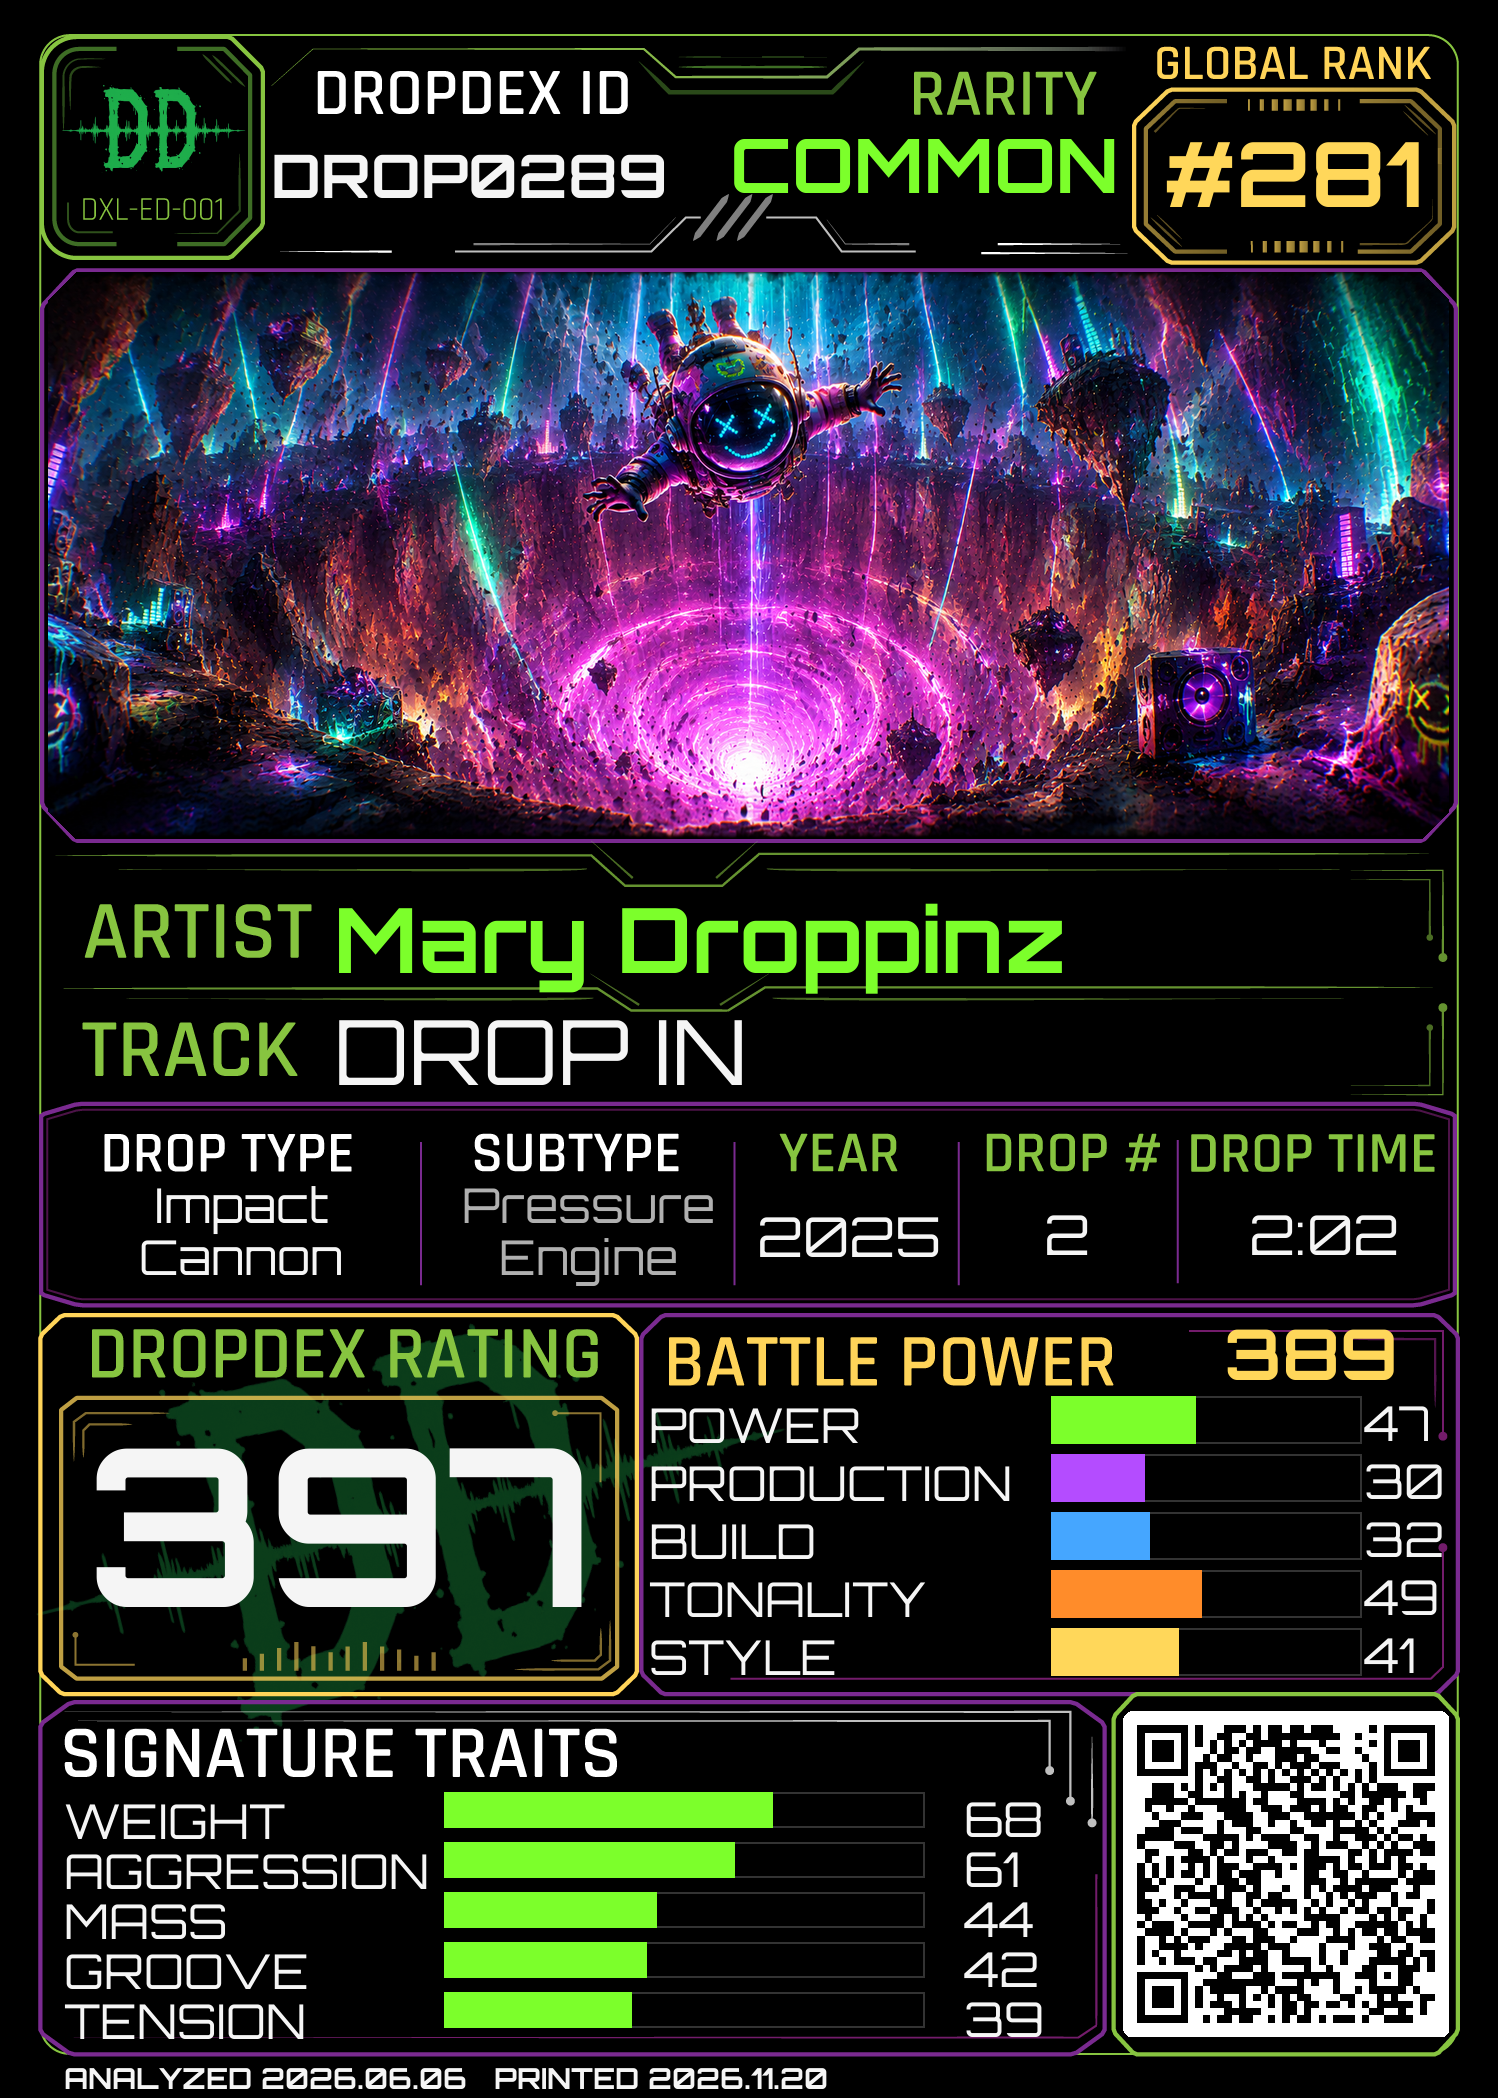 DD
DXL-ED-001
DROPDEX ID
DROP0289
RARITY
COMMON
GLOBAL RANK
#281
ARTIST Mary Droppinz
TRACK DROP IN
DROP TYPE
Impact
Cannon
SUBTYPE
Pressure
Engine
YEAR
2025
DROP #
2
DROP TIME
2:02
DROPDEX RATING
397
BATTLE POWER 389
POWER 47
PRODUCTION 30
BUILD 32
TONALITY 49
STYLE 41
SIGNATURE TRAITS
WEIGHT 68
AGGRESSION 61
MASS 44
GROOVE 42
TENSION 39
ANALYZED 2026.06.06 PRINTED 2026.11.20